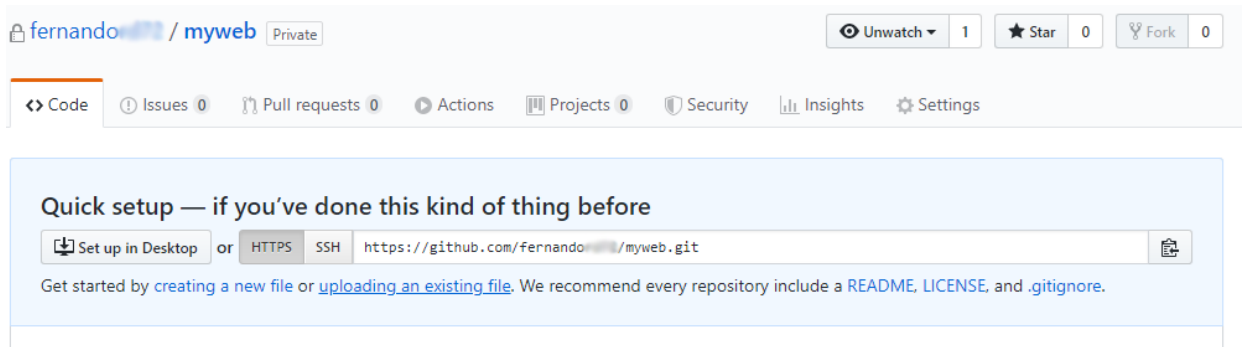 fernando / myweb Private
Unwatch 1 Star 0 Fork 0
Code Issues 0 Pull requests 0 Actions Projects 0 Security Insights Settings
Quick setup — if you’ve done this kind of thing before
Set up in Desktop or HTTPS SSH https://github.com/fernando /myweb.git
Get started by creating a new file or uploading an existing file. We recommend every repository include a README, LICENSE, and .gitignore.